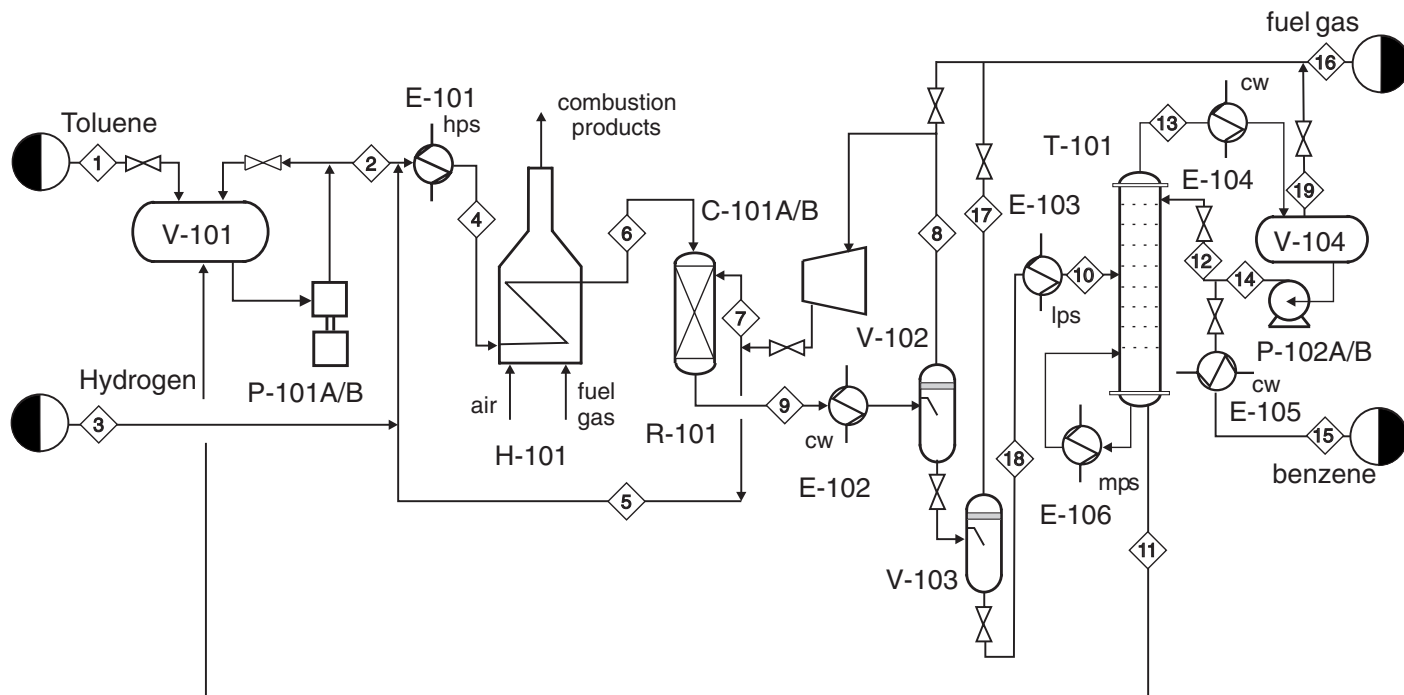 fuel gas
16
cw
E-101
hps
combustion
products
Toluene
1
2
13
T-101
E-104
19
V-101
4
6
C-101A/B
8
17
E-103
V-104
12
10
14
lps
7
V-102
P-102A/B
Hydrogen
P-101A/B
air
fuel
gas
3
H-101
R-101
9
cw
E-102
cw
E-105
15
benzene
18
mps
E-106
5
V-103
11